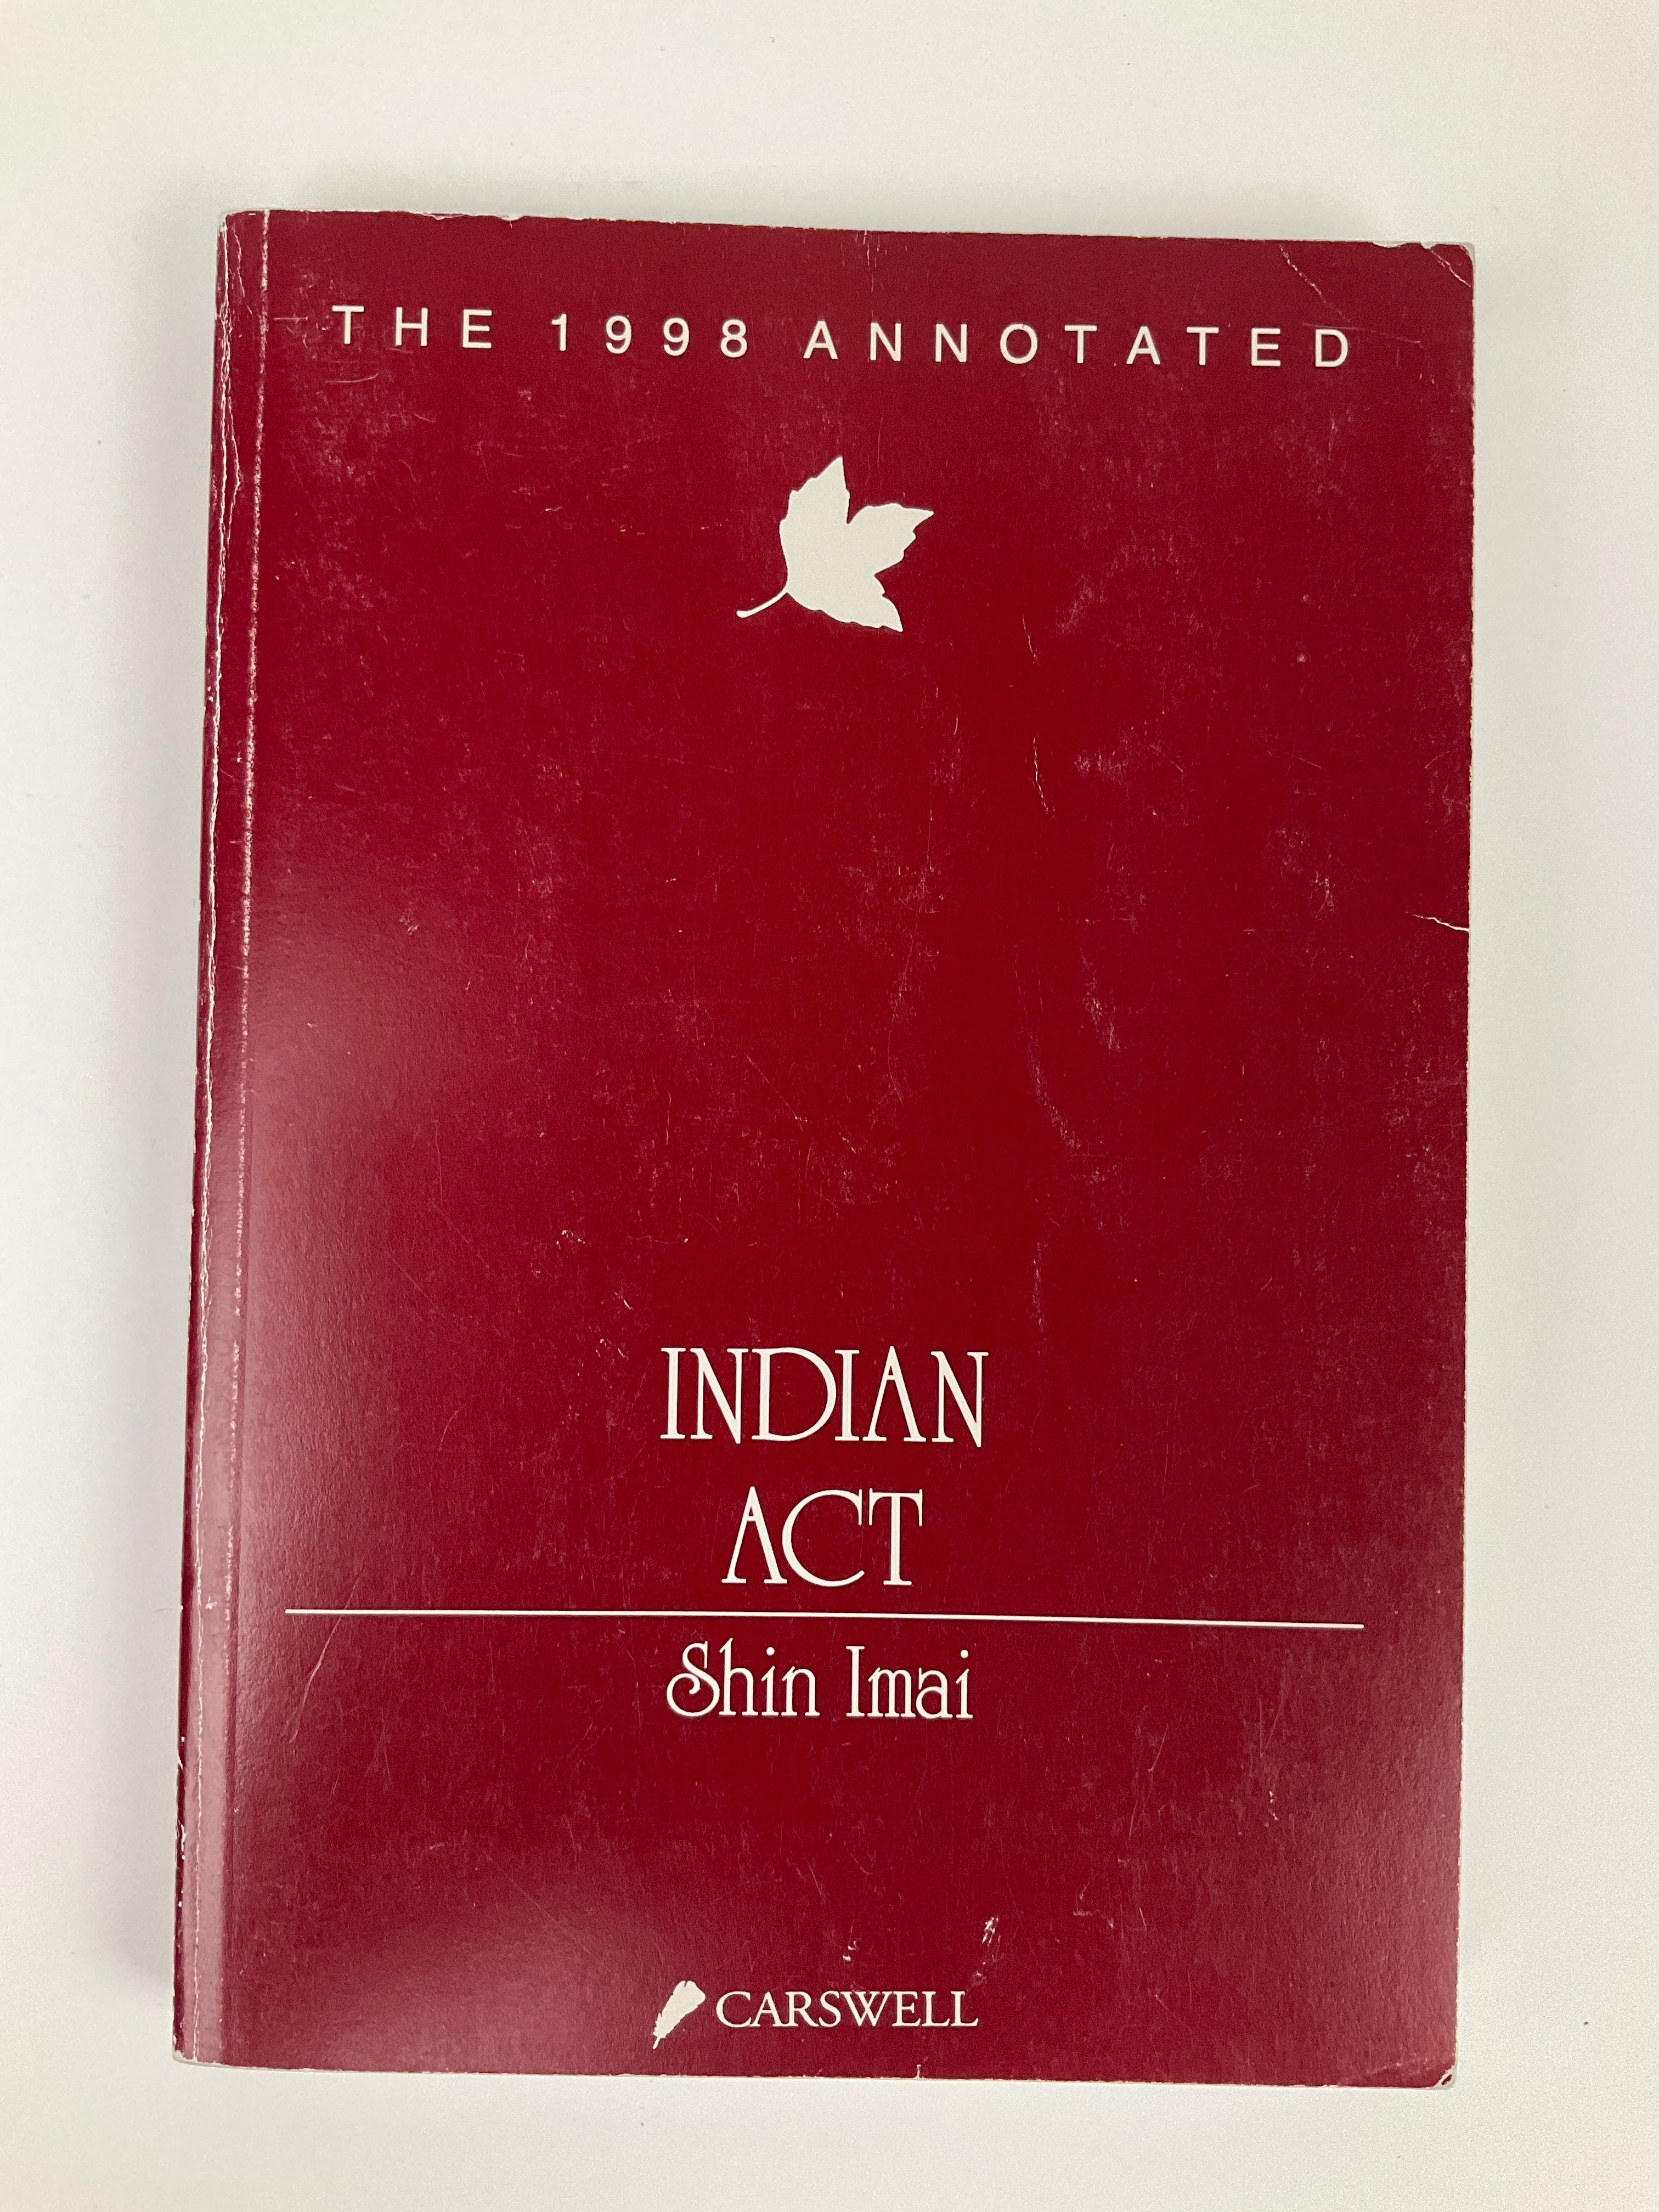 THE 1998 ANNOTATED
INDIAN
ACT
Shin Imai
CARSWELL